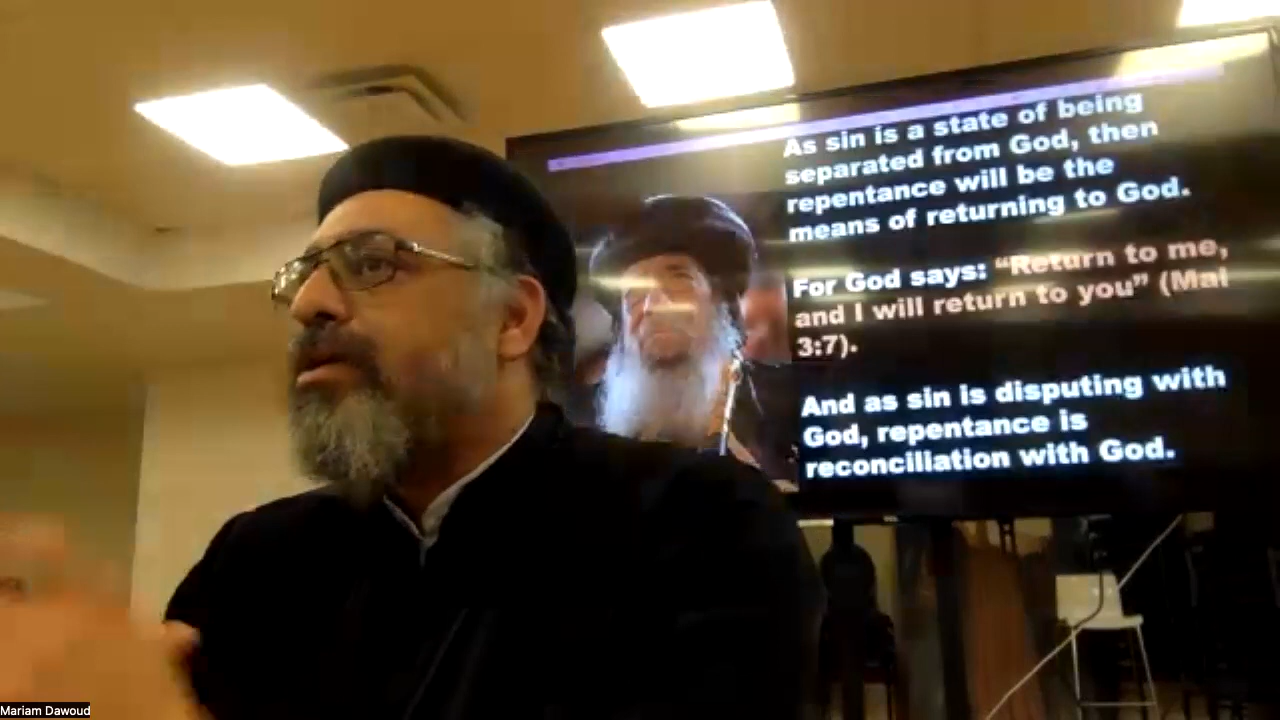 As sin is a state of being
separated from God, then
repentance will be the
means of returning to God.
For God says: “Return to me,
and I will return to you” (Mal
3:7).
And as sin is disputing with
God, repentance is
reconciliation with God.
Mariam Dawoud